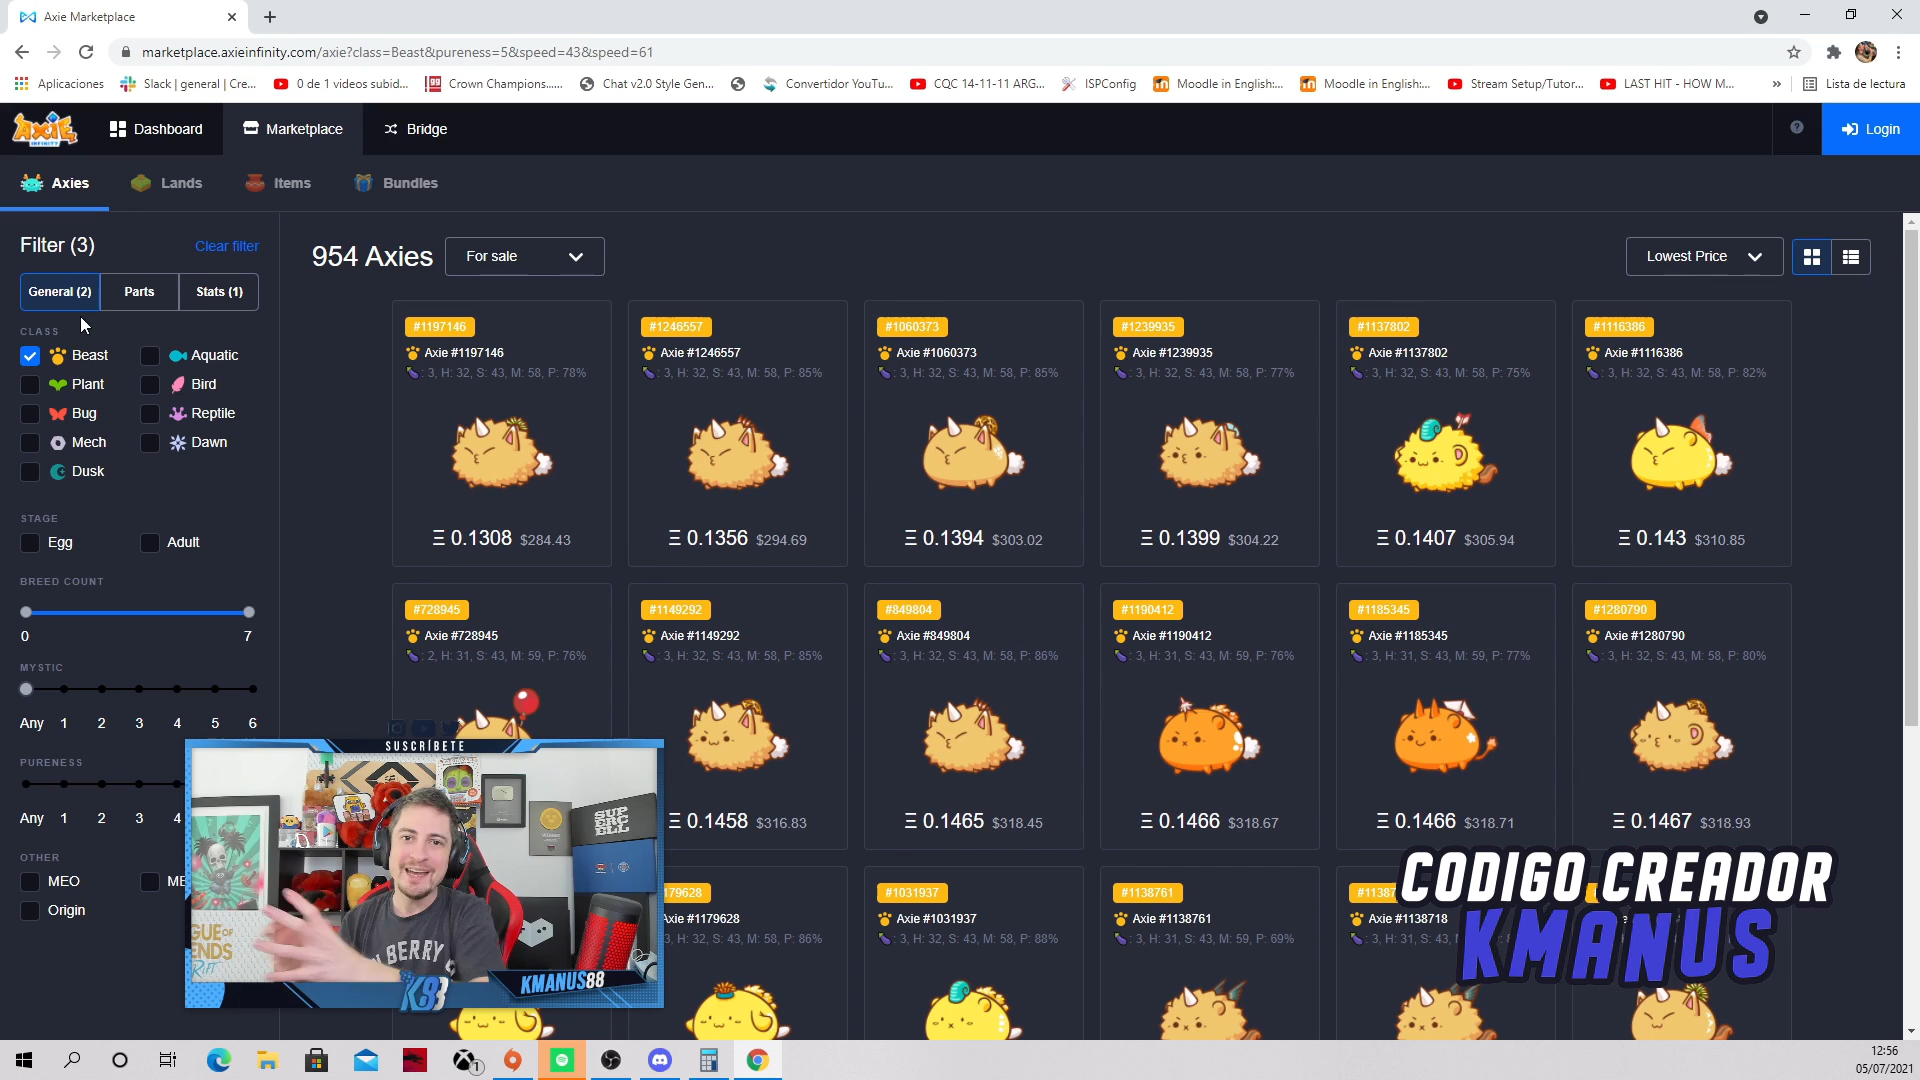 Axie Marketplace
marketplace.axieinfinity.com/axie?class=Beast&pureness=5&speed=43&speed=61
Aplicaciones
Slack | general | Cre...
0 de 1 videos subid...
Crown Champions......
Chat v2.0 Style Gen...
Convertidor YouTu...
CQC 14-11-11 ARG...
ISPConfig
Moodle in English:...
Moodle in English:...
Stream Setup/Tutor...
LAST HIT - HOW M...
»
Lista de lectura
AXIE
INFINITY
Dashboard
Marketplace
Bridge
Login
Axies
Lands
Items
Bundles
Filter (3)
Clear filter
General (2)
Parts
Stats (1)
CLASS
Beast
Aquatic
Plant
Bird
Bug
Reptile
Mech
Dawn
Dusk
STAGE
Egg
Adult
BREED COUNT
0
7
MYSTIC
Any 1 2 3 4 5 6
PURENESS
Any 1 2 3 4
OTHER
MEO
ME
Origin
954 Axies
For sale
Lowest Price
#1197146
Axie #1197146
: 3, H: 32, S: 43, M: 58, P: 78%
Ξ 0.1308 $284.43
#1246557
Axie #1246557
: 3, H: 32, S: 43, M: 58, P: 85%
Ξ 0.1356 $294.69
#1060373
Axie #1060373
: 3, H: 32, S: 43, M: 58, P: 85%
Ξ 0.1394 $303.02
#1239935
Axie #1239935
: 3, H: 32, S: 43, M: 58, P: 77%
Ξ 0.1399 $304.22
#1137802
Axie #1137802
: 3, H: 32, S: 43, M: 58, P: 75%
Ξ 0.1407 $305.94
#1116386
Axie #1116386
: 3, H: 32, S: 43, M: 58, P: 82%
Ξ 0.143 $310.85
#728945
Axie #728945
: 2, H: 31, S: 43, M: 59, P: 76%
#1149292
Axie #1149292
: 3, H: 32, S: 43, M: 58, P: 85%
Ξ 0.1458 $316.83
#849804
Axie #849804
: 3, H: 32, S: 43, M: 58, P: 86%
Ξ 0.1465 $318.45
#1190412
Axie #1190412
: 3, H: 31, S: 43, M: 59, P: 76%
Ξ 0.1466 $318.67
#1185345
Axie #1185345
: 3, H: 31, S: 43, M: 59, P: 77%
Ξ 0.1466 $318.71
#1280790
Axie #1280790
: 3, H: 32, S: 43, M: 58, P: 80%
Ξ 0.1467 $318.93
179628
Axie #1179628
3, H: 32, S: 43, M: 58, P: 86%
#1031937
Axie #1031937
: 3, H: 32, S: 43, M: 58, P: 88%
#1138761
Axie #1138761
: 3, H: 31, S: 43, M: 59, P: 69%
#11387
Axie #1138718
: 3, H: 31, S: 43,
SUSCRÍBETE
SUPERCELL
BERRY
GUE OF
ENDS
RIFT
K88
KMANUS88
CODIGO CREADOR
KMANUS
12:56
05/07/2021